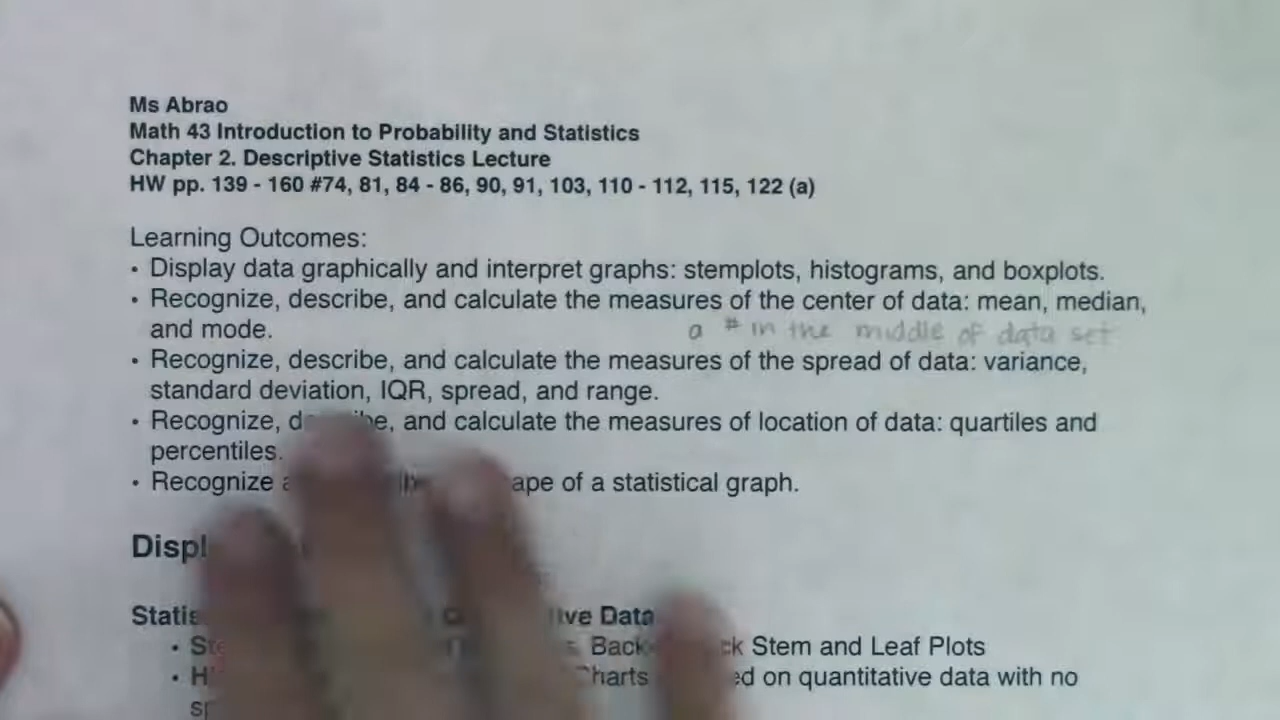 Ms Abrao
Math 43 Introduction to Probability and Statistics
Chapter 2. Descriptive Statistics Lecture
HW pp. 139 - 160 #74, 81, 84 - 86, 90, 91, 103, 110 - 112, 115, 122 (a)
Learning Outcomes:
• Display data graphically and interpret graphs: stemplots, histograms, and boxplots.
• Recognize, describe, and calculate the measures of the center of data: mean, median,
and mode.
a # in the middle of data set
• Recognize, describe, and calculate the measures of the spread of data: variance,
standard deviation, IQR, spread, and range.
• Recognize, and calculate the measures of location of data: quartiles and
percentiles.
• Recognize of a statistical graph.
Data
• Stem and Leaf Plots
• on quantitative data with no